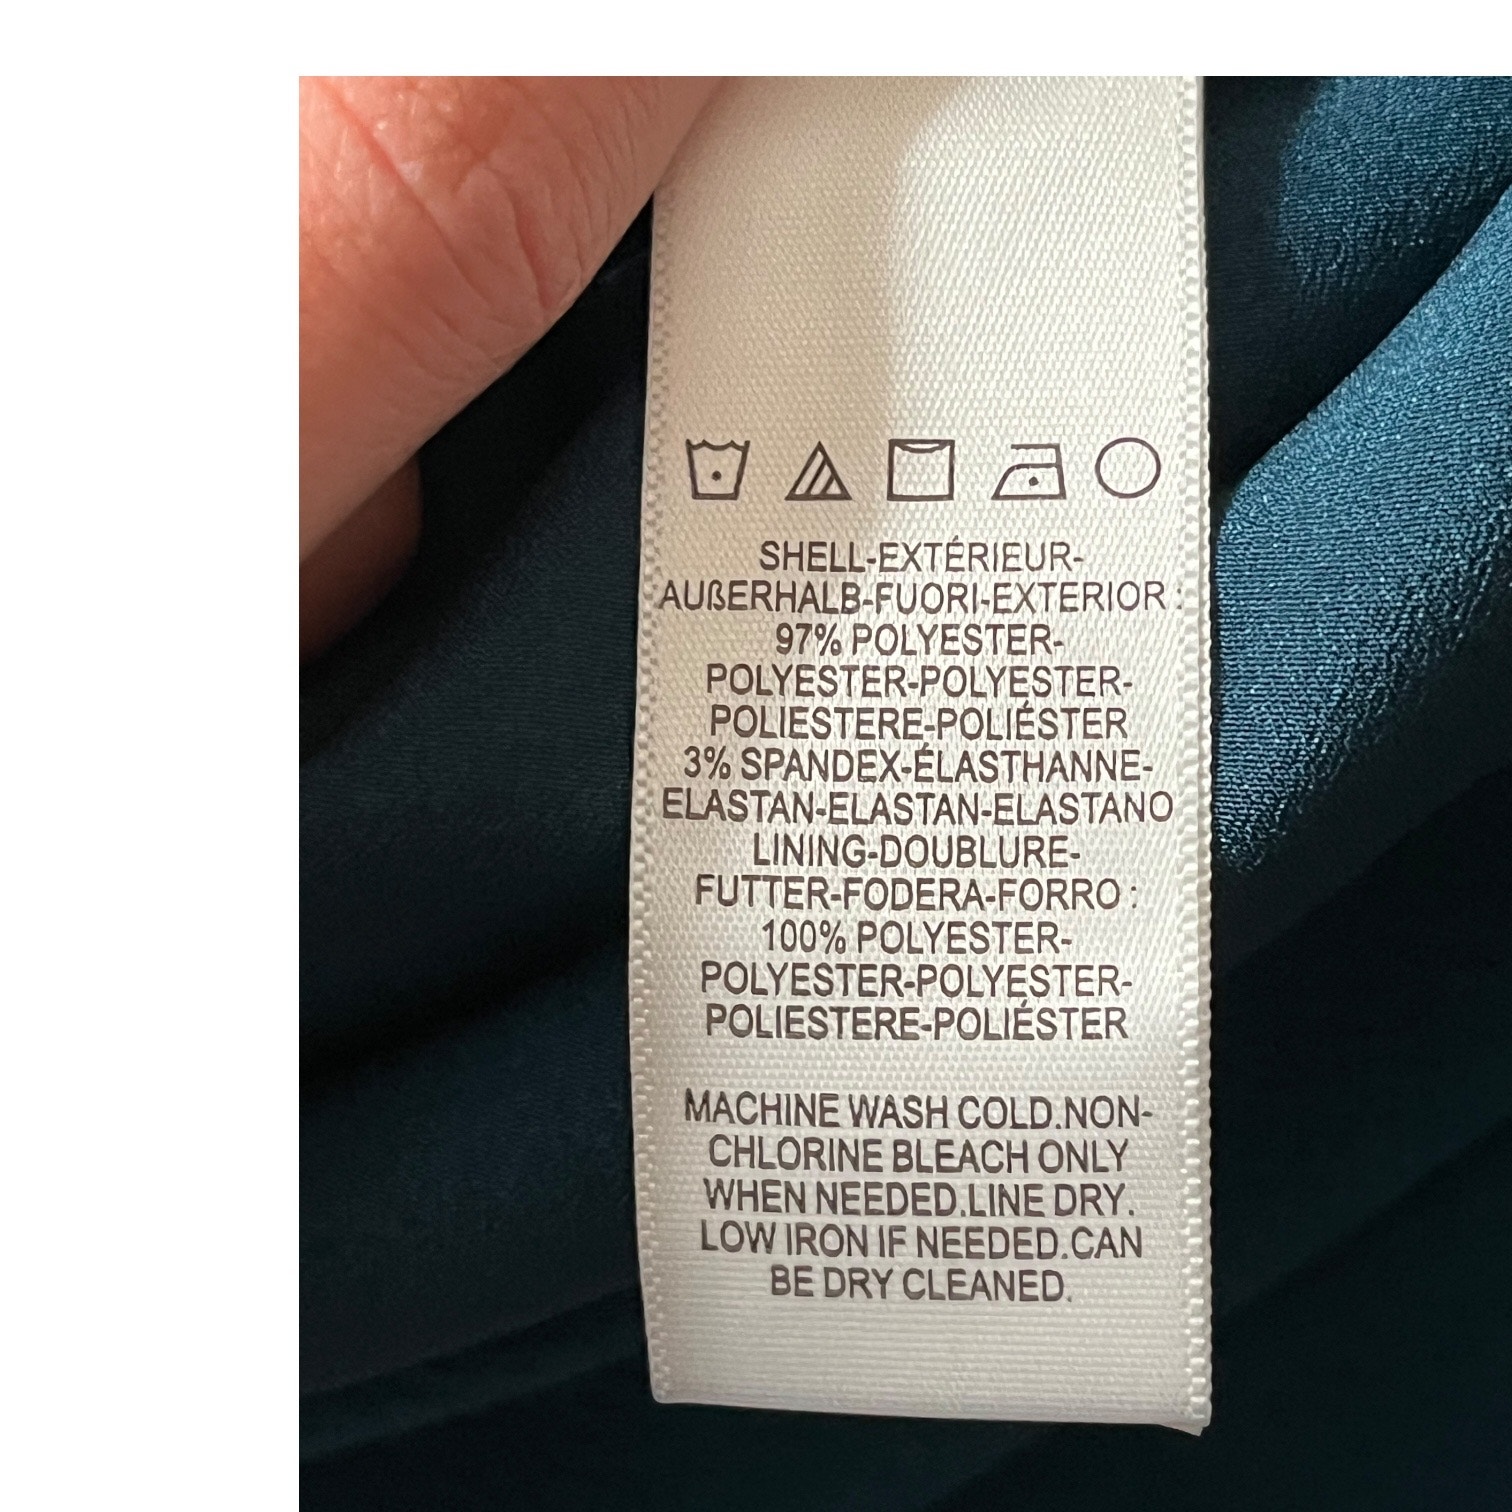 SHELL-EXTÉRIEUR-
AUßERHALB-FUORI-EXTERIOR :
97% POLYESTER-
POLYESTER-POLYESTER-
POLIESTERE-POLIÉSTER
3% SPANDEX-ÉLASTHANNE-
ELASTAN-ELASTAN-ELASTANO
LINING-DOUBLURE-
FUTTER-FODERA-FORRO :
100% POLYESTER-
POLYESTER-POLYESTER-
POLIESTERE-POLIÉSTER
MACHINE WASH COLD.NON-
CHLORINE BLEACH ONLY
WHEN NEEDED.LINE DRY.
LOW IRON IF NEEDED.CAN
BE DRY CLEANED.